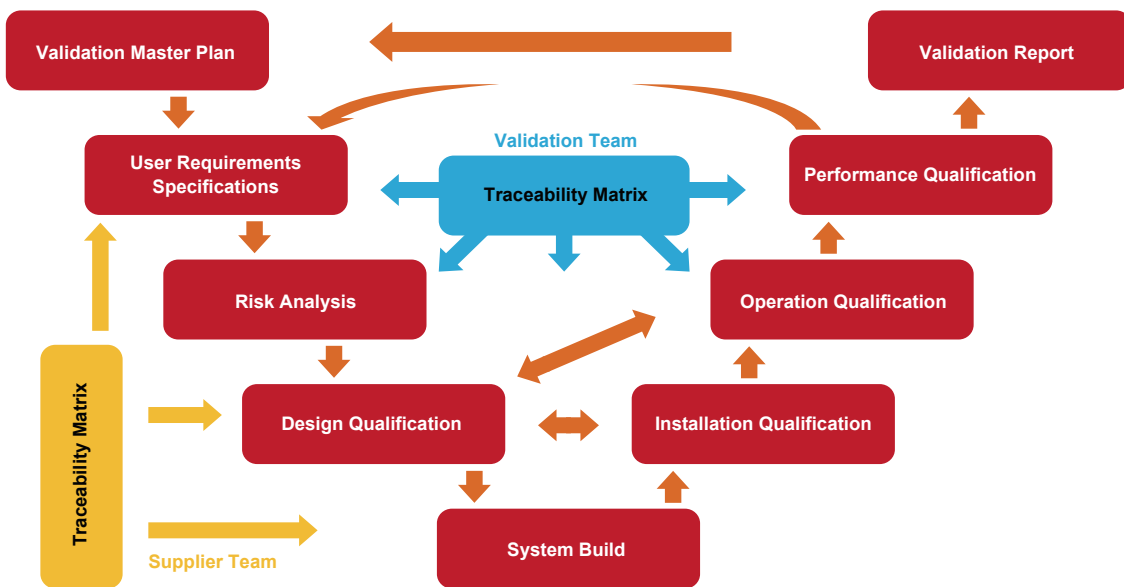 Validation Master Plan
Validation Report
Validation Team
User Requirements
Specifications
Traceability Matrix
Performance Qualification
Risk Analysis
Operation Qualification
Traceability Matrix
Design Qualification
Installation Qualification
System Build
Supplier Team